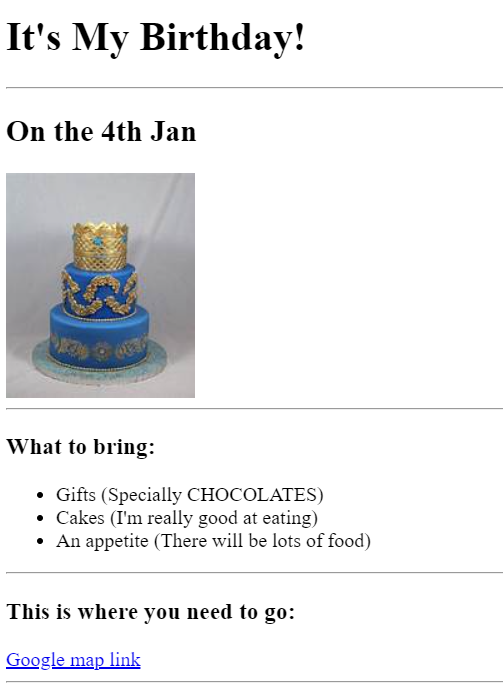 It's My Birthday!
On the 4th Jan
What to bring:
Gifts (Specially CHOCOLATES)
Cakes (I'm really good at eating)
An appetite (There will be lots of food)
This is where you need to go:
Google map link